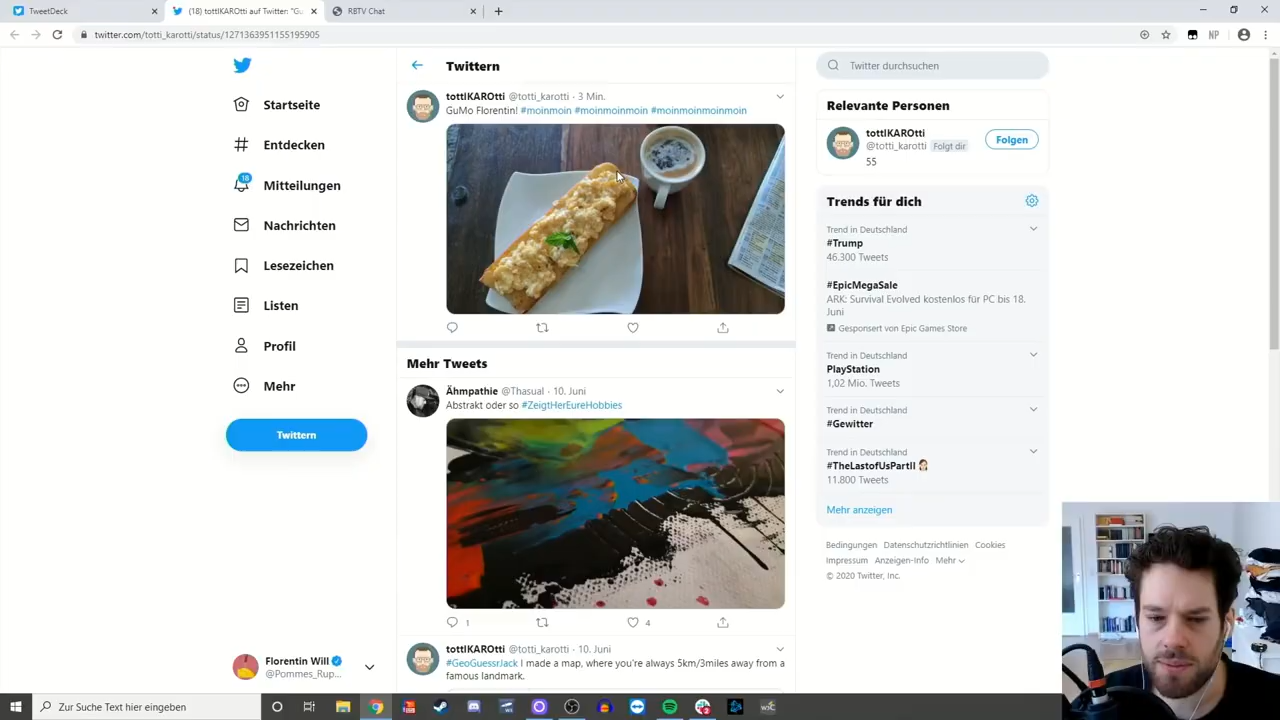 TweetDeck
(18) tottIKAROtti auf Twitter: "Gu
RBTV Chat
twitter.com/totti_karotti/status/1271363951155195905
NP
Startseite
Entdecken
18
Mitteilungen
Nachrichten
Lesezeichen
Listen
Profil
Mehr
Twittern
Florentin Will
@Pommes_Rup...
Twittern
tottIKAROtti @totti_karotti · 3 Min.
GuMo Florentin! #moinmoin #moinmoinmoin #moinmoinmoinmoin
Mehr Tweets
Ähmpathie @Thasual · 10. Juni
Abstrakt oder so #ZeigtHerEureHobbies
1
4
tottIKAROtti @totti_karotti · 10. Juni
#GeoGuessrJack I made a map, where you're always 5km/3miles away from a
famous landmark.
Twitter durchsuchen
Relevante Personen
tottIKAROtti
@totti_karotti Folgt dir
Folgen
55
Trends für dich
Trend in Deutschland
#Trump
46.300 Tweets
#EpicMegaSale
ARK: Survival Evolved kostenlos für PC bis 18.
Juni
Gesponsert von Epic Games Store
Trend in Deutschland
PlayStation
1,02 Mio. Tweets
Trend in Deutschland
#Gewitter
Trend in Deutschland
#TheLastofUsPartII
11.800 Tweets
Mehr anzeigen
Bedingungen Datenschutzrichtlinien Cookies
Impressum Anzeigen-Info Mehr
© 2020 Twitter, Inc.
Zur Suche Text hier eingeben